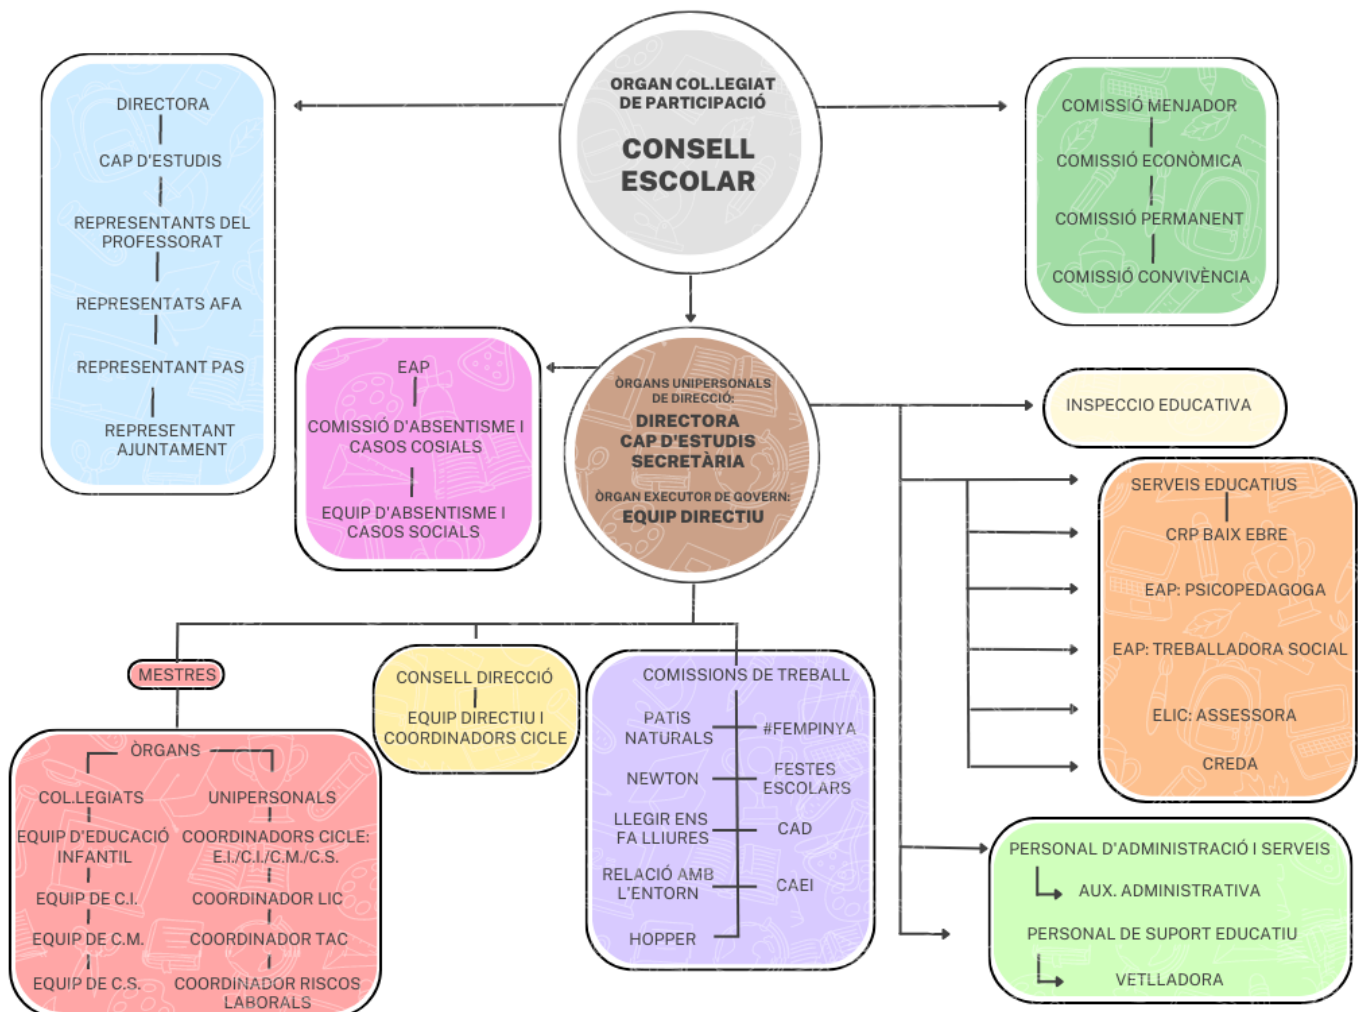 ORGAN COL.LEGIAT
DE PARTICIPACIÓ
CONSELL
ESCOLAR
DIRECTORA
CAP D'ESTUDIS
REPRESENTANTS DEL
PROFESSORAT
REPRESENTATS AFA
REPRESENTANT PAS
REPRESENTANT
AJUNTAMENT
COMISSIÓ MENJADOR
COMISSIÓ ECONÒMICA
COMISSIÓ PERMANENT
COMISSIÓ CONVIVÈNCIA
EAP
COMISSIÓ D'ABSENTISME I
CASOS COSIALS
EQUIP D'ABSENTISME I
CASOS SOCIALS
ÒRGANS UNIPERSONALS
DE DIRECCIÓ:
DIRECTORA
CAP D'ESTUDIS
SECRETÀRIA
ÒRGAN EXECUTOR DE GOVERN:
EQUIP DIRECTIU
INSPECCIO EDUCATIVA
SERVEIS EDUCATIUS
CRP BAIX EBRE
EAP: PSICOPEDAGOGA
EAP: TREBALLADORA SOCIAL
ELIC: ASSESSORA
CREDA
MESTRES
ÒRGANS
COL.LEGIATS
EQUIP D'EDUCACIÓ
INFANTIL
EQUIP DE C.I.
EQUIP DE C.M.
EQUIP DE C.S.
UNIPERSONALS
COORDINADORS CICLE:
E.I./C.I./C.M./C.S.
COORDINADOR LIC
COORDINADOR TAC
COORDINADOR RISCOS
LABORALS
CONSELL DIRECCIÓ
EQUIP DIRECTIU I
COORDINADORS CICLE
COMISSIONS DE TREBALL
PATIS
NATURALS
#FEMPINYA
NEWTON
FESTES
ESCOLARS
LLEGIR ENS
FA LLIURES
CAD
RELACIÓ AMB
L'ENTORN
CAEI
HOPPER
PERSONAL D'ADMINISTRACIÓ I SERVEIS
AUX. ADMINISTRATIVA
PERSONAL DE SUPORT EDUCATIU
VETLLADORA